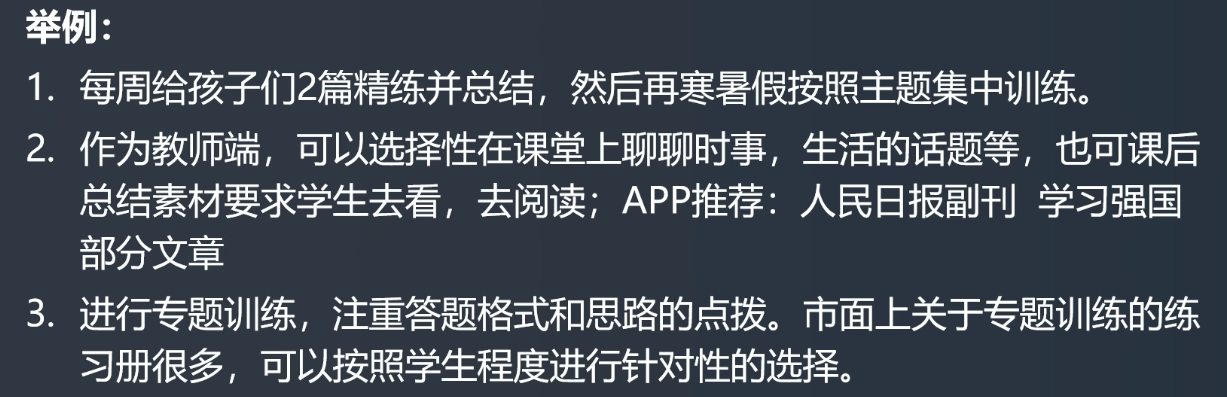 举例：
1. 每周给孩子们2篇精练并总结，然后再寒暑假按照主题集中训练。
2. 作为教师端，可以选择性在课堂上聊聊时事，生活的话题等，也可课后
总结素材要求学生去看，去阅读；APP推荐：人民日报副刊 学习强国
部分文章
3. 进行专题训练，注重答题格式和思路的点拨。市面上关于专题训练的练
习册很多，可以按照学生程度进行针对性的选择。